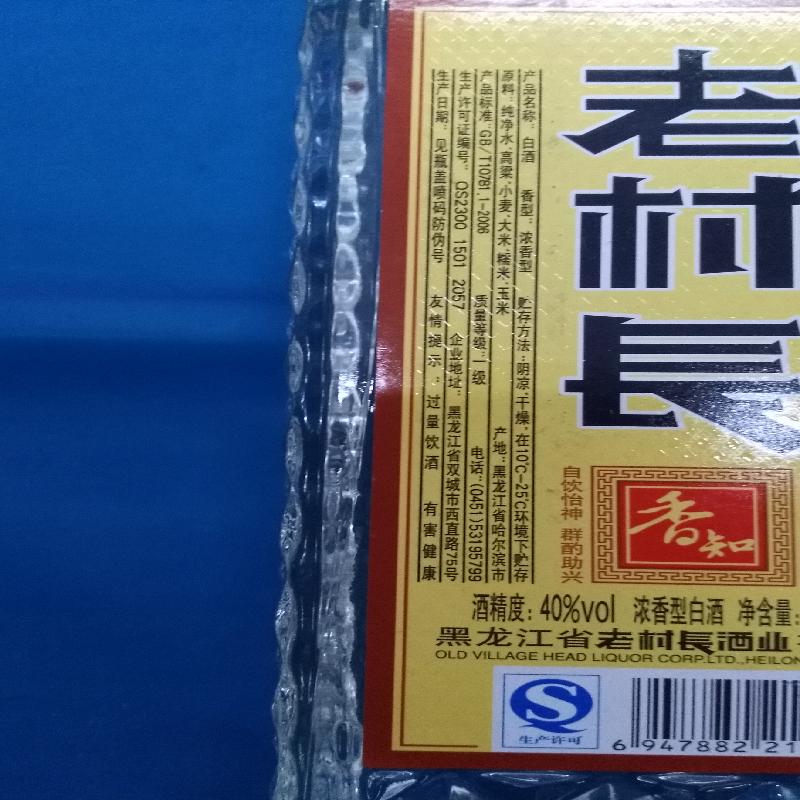 老村長
产品名称：白酒 香型：浓香型 贮存方法：阴凉、干燥，在10℃-25℃环境下贮存
原料：纯净水、高粱、小麦、大米、糯米、玉米 产地：黑龙江省哈尔滨市
产品标准：GB/T10781.1-2006 质量等级：一级 电话：(0451)53195799
生产许可证编号：QS2300 1501 2057 企业地址：黑龙江省双城市西直路75号
生产日期：见瓶盖喷码防伪号 友情提示：过量饮酒 有害健康
自饮怡神 群酌助兴
香知
酒精度：40%vol 浓香型白酒 净含量：
黑龙江省老村長酒业
OLD VILLAGE HEAD LIQUOR CORP.LTD.,HEILON
生产许可
6 947882 21